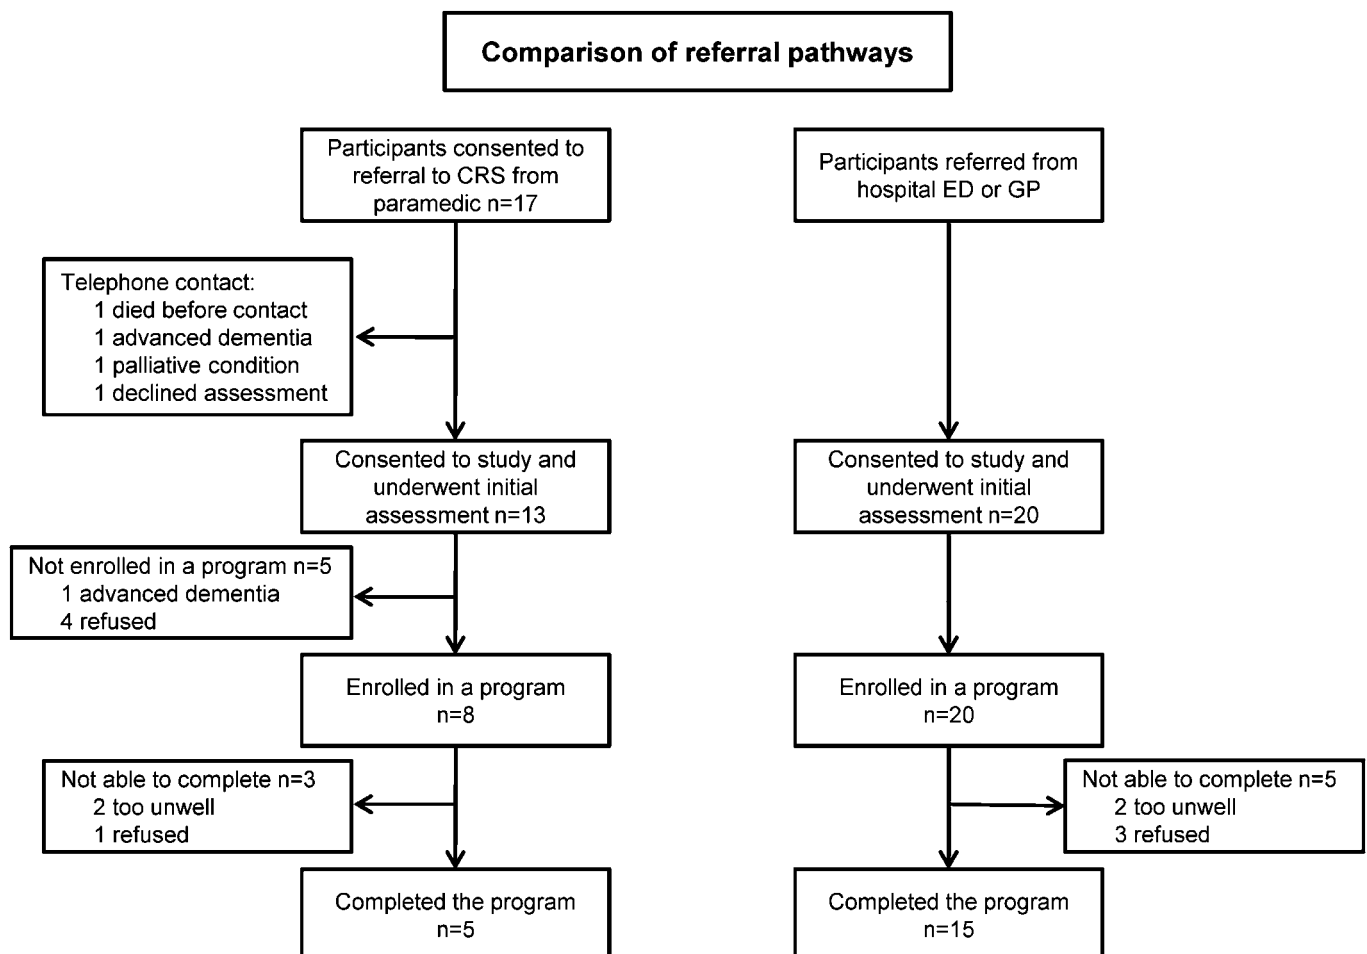 Comparison of referral pathways
Participants consented to
referral to CRS from
paramedic n=17
Participants referred from
hospital ED or GP
Telephone contact:
1 died before contact
1 advanced dementia
1 palliative condition
1 declined assessment
Consented to study and
underwent initial
assessment n=13
Consented to study and
underwent initial
assessment n=20
Not enrolled in a program n=5
1 advanced dementia
4 refused
Enrolled in a program
n=8
Enrolled in a program
n=20
Not able to complete n=3
2 too unwell
1 refused
Not able to complete n=5
2 too unwell
3 refused
Completed the program
n=5
Completed the program
n=15